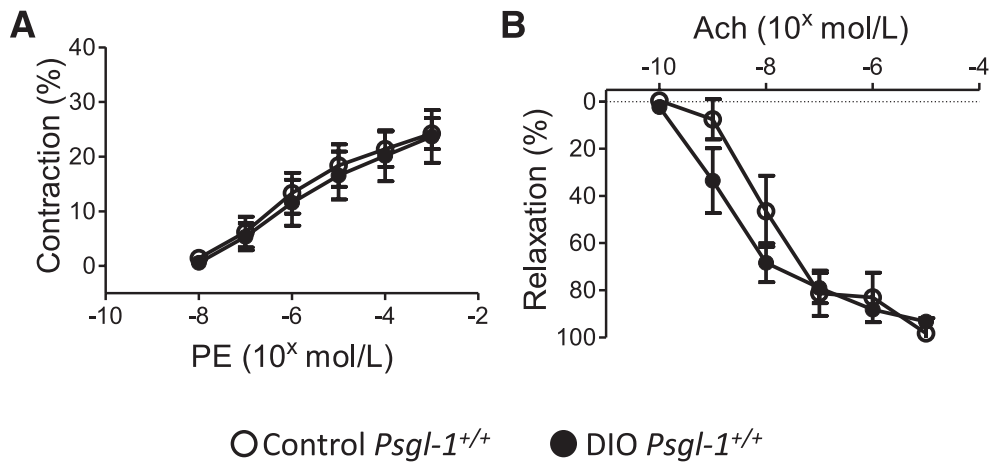 A
Contraction (%)
40
30
20
10
0
-10 -8 -6 -4 -2
PE (10ˣ mol/L)
B
Ach (10ˣ mol/L)
-10 -8 -6 -4
Relaxation (%)
0
20
40
60
80
100
Control Psgl-1⁺/⁺ DIO Psgl-1⁺/⁺